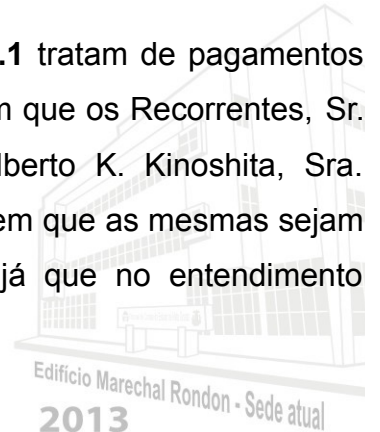 .1 tratam de pagamentos
que os Recorrentes, Sr.
lberto K. Kinoshita, Sra.
em que as mesmas sejam
já que no entendimento
Edifício Marechal Rondon - Sede atual
2013